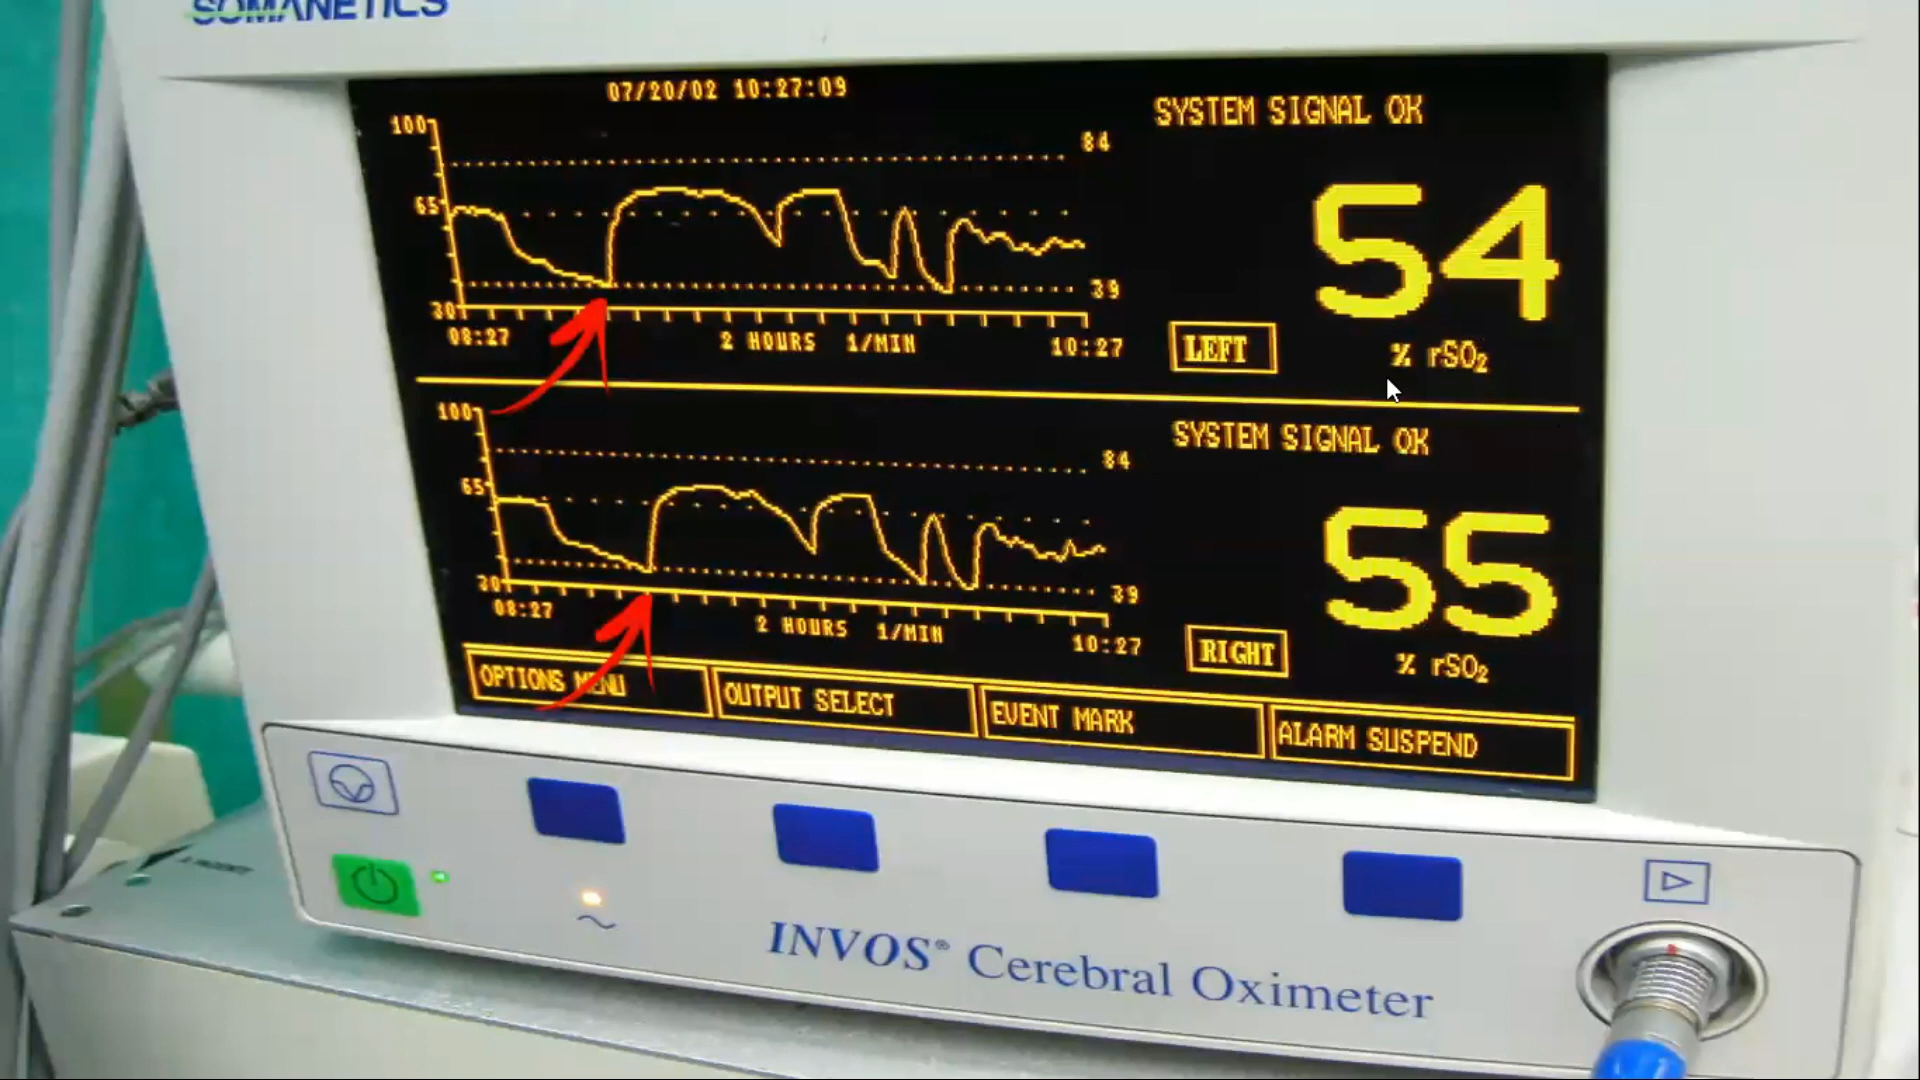 SOMANETICS
07/20/02 10:27:09
SYSTEM SIGNAL OK
100
84
65
54
39
30
08:27
2 HOURS 1/MIN
10:27
LEFT
% rSO₂
100
SYSTEM SIGNAL OK
84
65
55
39
30
08:27
2 HOURS 1/MIN
10:27
RIGHT
% rSO₂
OPTIONS MENU
OUTPUT SELECT
EVENT MARK
ALARM SUSPEND
INVOS® Cerebral Oximeter